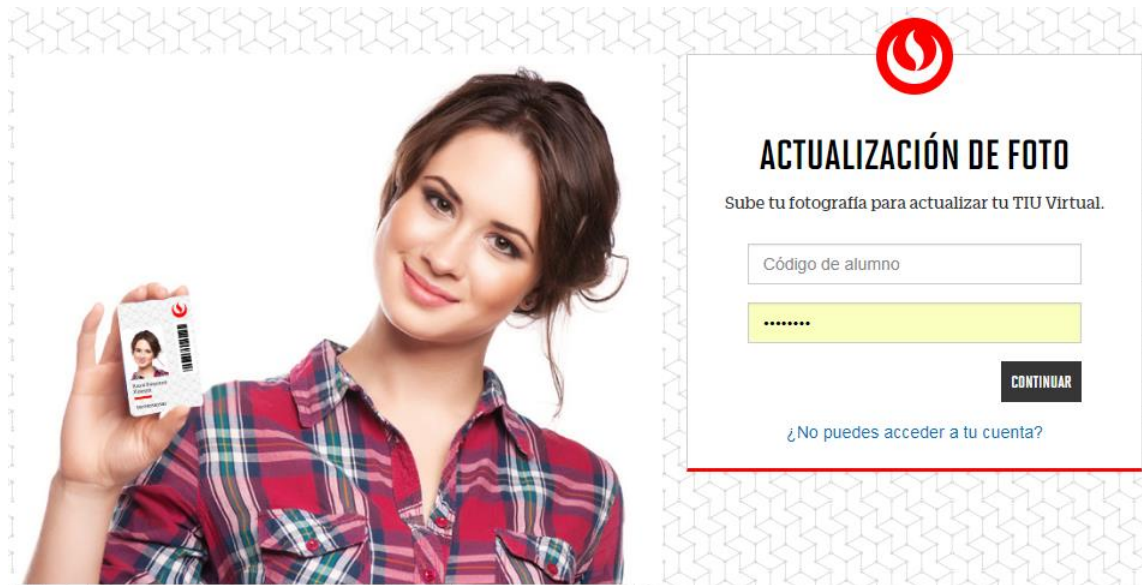 ACTUALIZACIÓN DE FOTO
Sube tu fotografía para actualizar tu TIU Virtual.
Código de alumno
••••••••
CONTINUAR
¿No puedes acceder a tu cuenta?